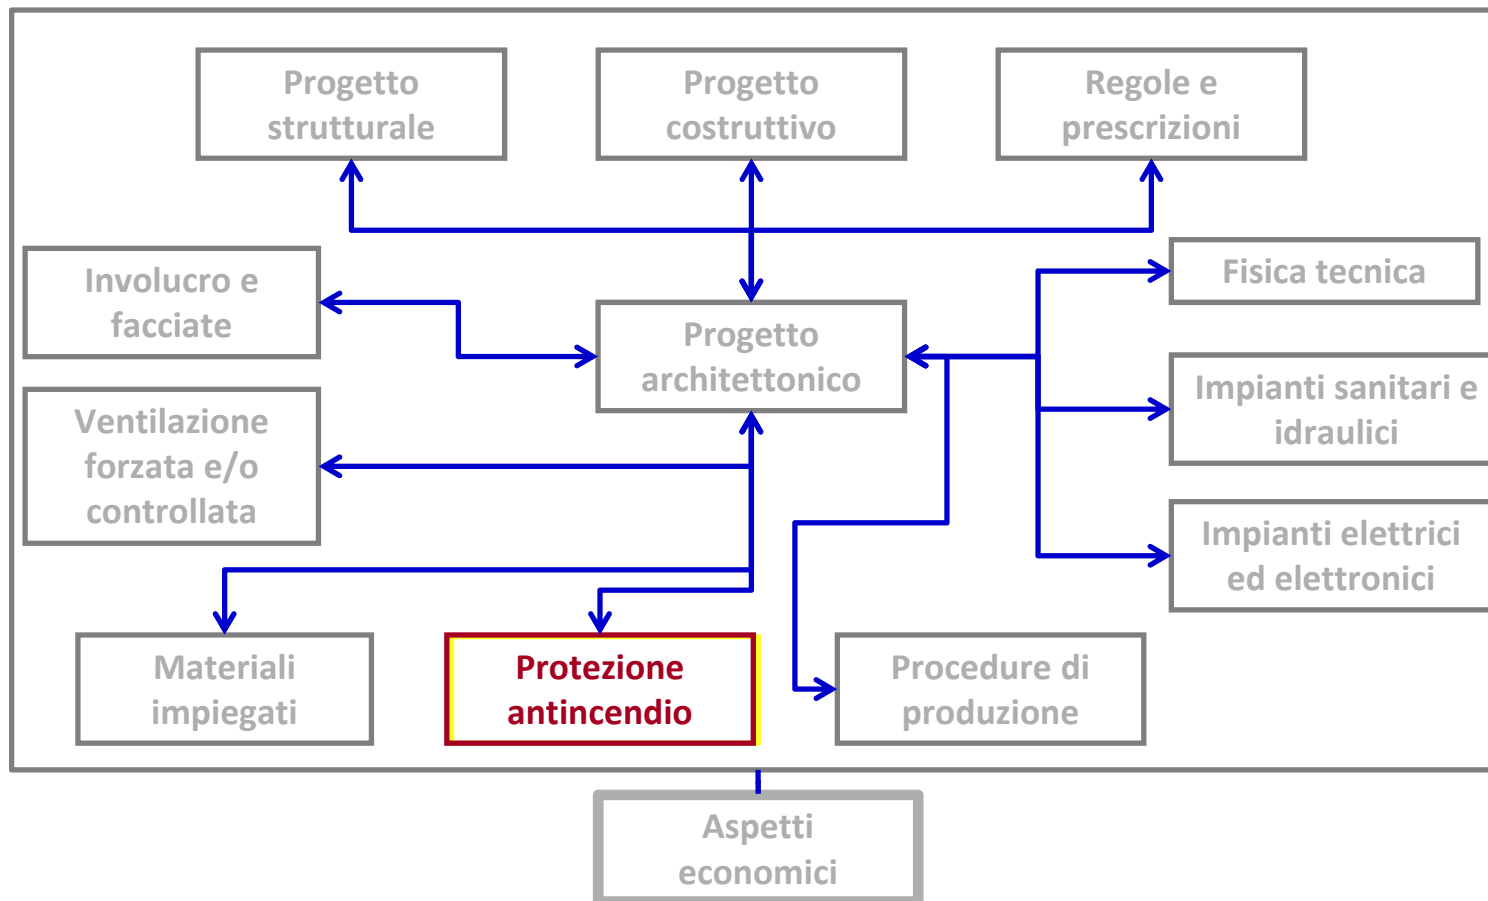 Progetto
strutturale
Progetto
costruttivo
Regole e
prescrizioni
Involucro e
facciate
Fisica tecnica
Progetto
architettonico
Impianti sanitari e
idraulici
Ventilazione
forzata e/o
controllata
Impianti elettrici
ed elettronici
Materiali
impiegati
Protezione
antincendio
Procedure di
produzione
Aspetti
economici